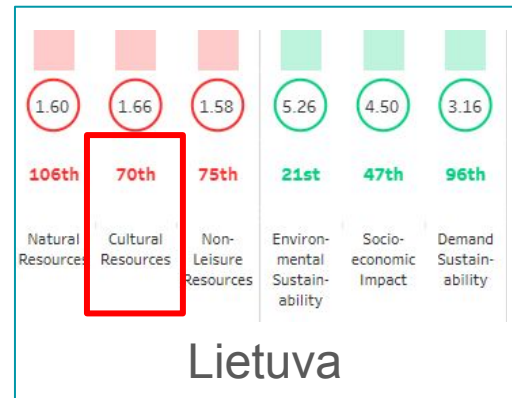 1.60 1.66 1.58 5.26 4.50 3.16
106th 70th 75th 21st 47th 96th
Natural Resources
Cultural Resources
Non-Leisure Resources
Environ-mental Sustain-ability
Socio-economic Impact
Demand Sustain-ability
Lietuva